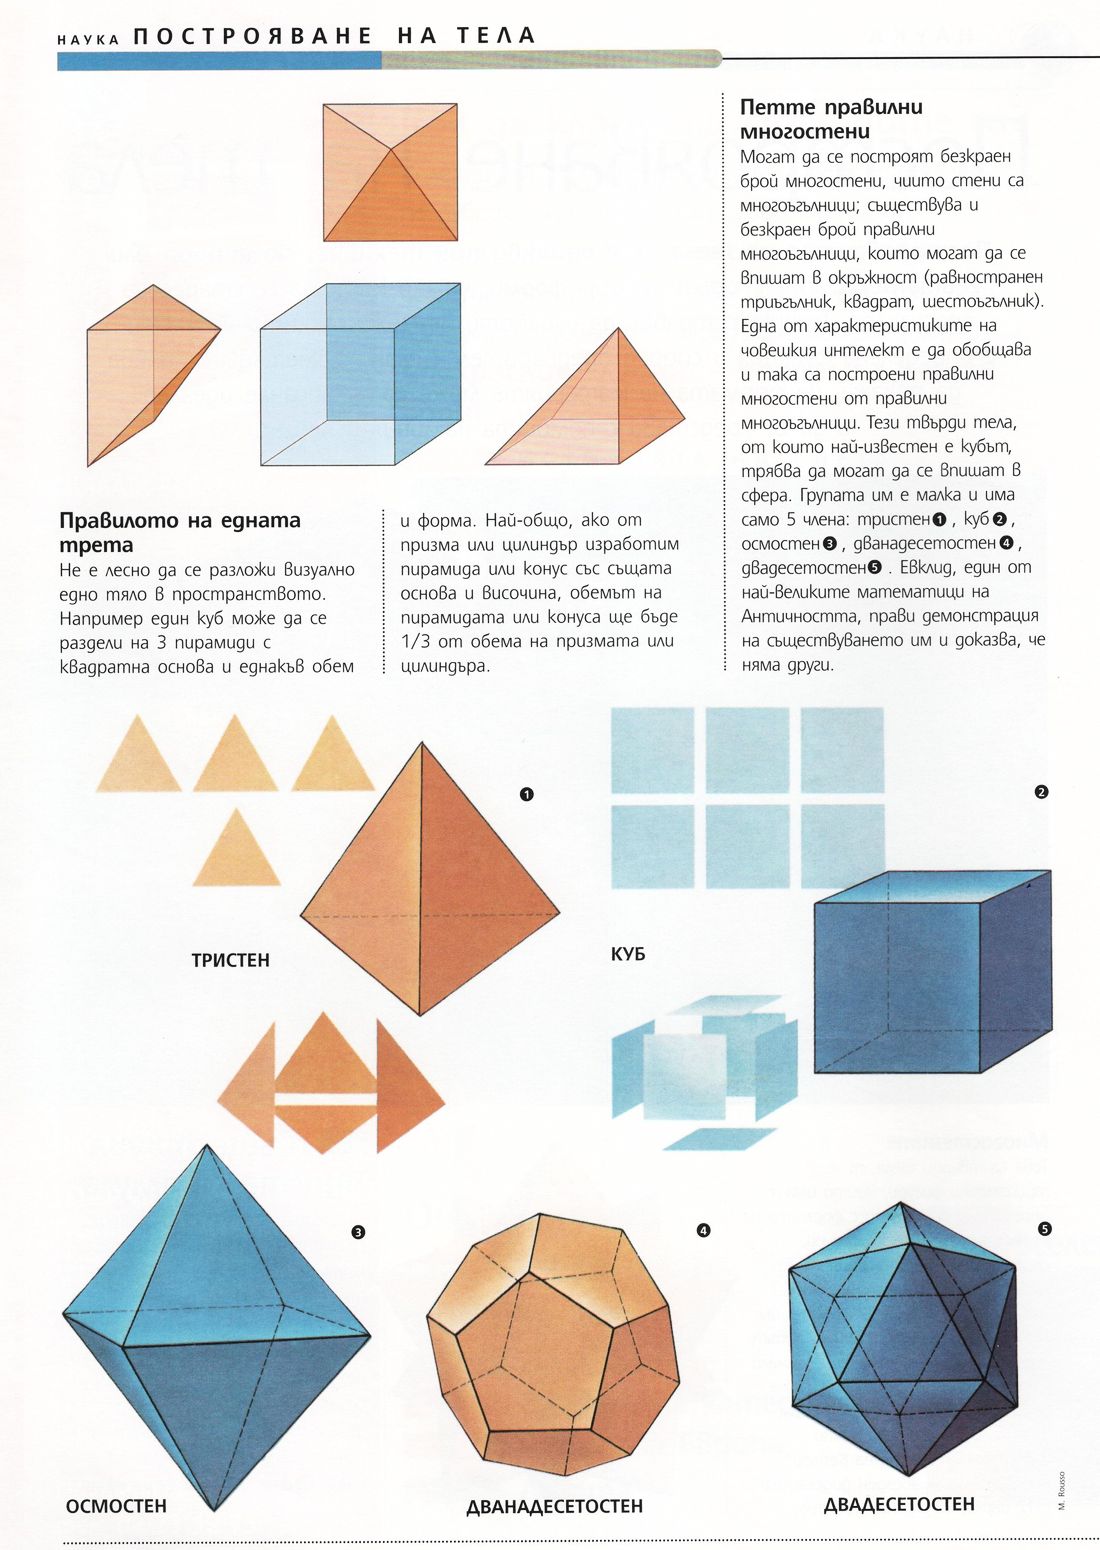 НАУКА ПОСТРОЯВАНЕ НА ТЕЛА
Правилото на едната
трета
Не е лесно да се разложи визуално
едно тяло в пространството.
Например един куб може да се
раздели на 3 пирамиди с
квадратна основа и еднакъв обем
и форма. Най-общо, ако от
призма или цилиндър изработим
пирамида или конус със същата
основа и височина, обемът на
пирамидата или конуса ще бъде
1/3 от обема на призмата или
цилиндъра.
Петте правилни
многостени
Могат да се построят безкраен
брой многостени, чиито стени са
многоъгълници; съществува и
безкраен брой правилни
многоъгълници, които могат да се
впишат в окръжност (равностранен
триъгълник, квадрат, шестоъгълник).
Една от характеристиките на
човешкия интелект е да обобщава
и така са построени правилни
многостени от правилни
многоъгълници. Тези твърди тела,
от които най-известен е кубът,
трябва да могат да се впишат в
сфера. Групата им е малка и има
само 5 члена: тристен❶, куб❷,
осмостен❸, дванадесетостен❹,
двадесетостен❺. Евклид, един от
най-великите математици на
Античността, прави демонстрация
на съществуването им и доказва, че
няма други.
❶
ТРИСТЕН
❷
КУБ
❸
ОСМОСТЕН
❹
ДВАНАДЕСЕТОСТЕН
❺
ДВАДЕСЕТОСТЕН
M. Rousso